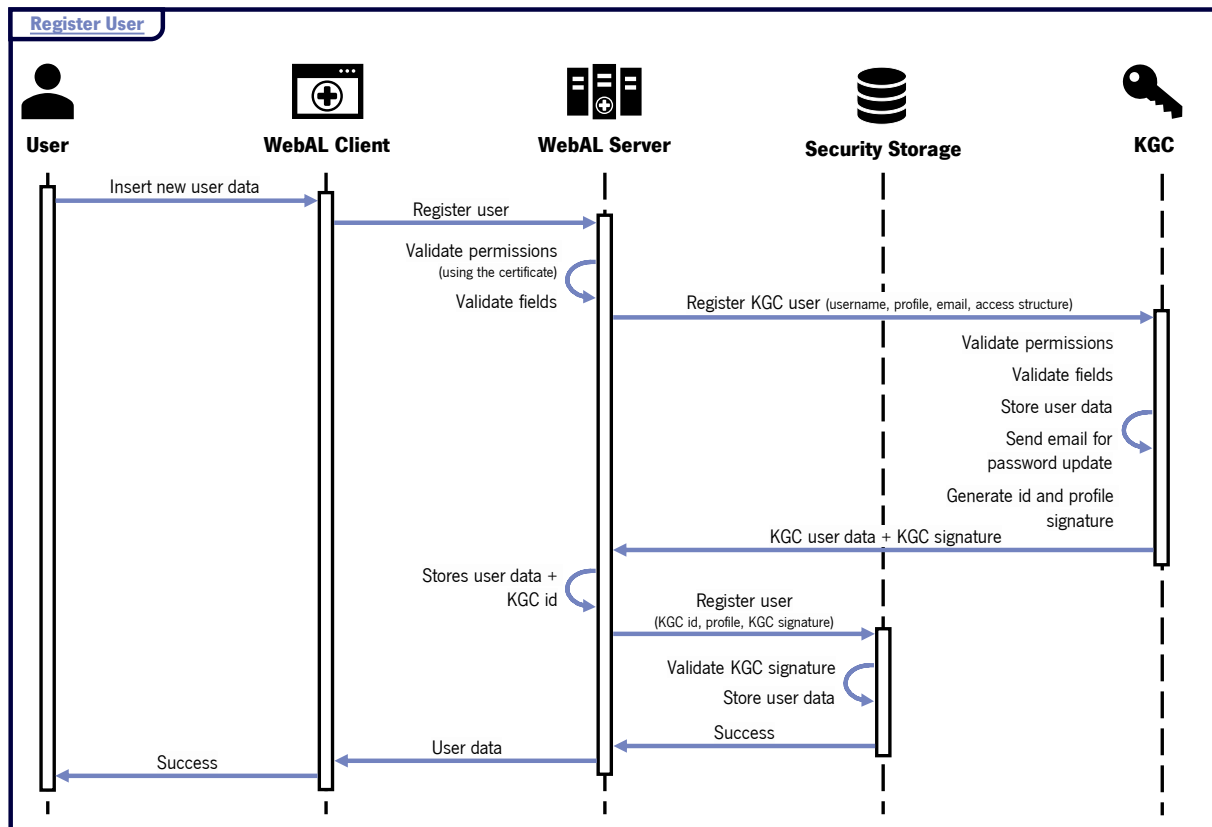 Register User
User
WebAL Client
WebAL Server
Security Storage
KGC
Insert new user data
Register user
Validate permissions
(using the certificate)
Validate fields
Register KGC user (username, profile, email, access structure)
Validate permissions
Validate fields
Store user data
Send email for
password update
Generate id and profile
signature
KGC user data + KGC signature
Stores user data +
KGC id
Register user
(KGC id, profile, KGC signature)
Validate KGC signature
Store user data
Success
User data
Success